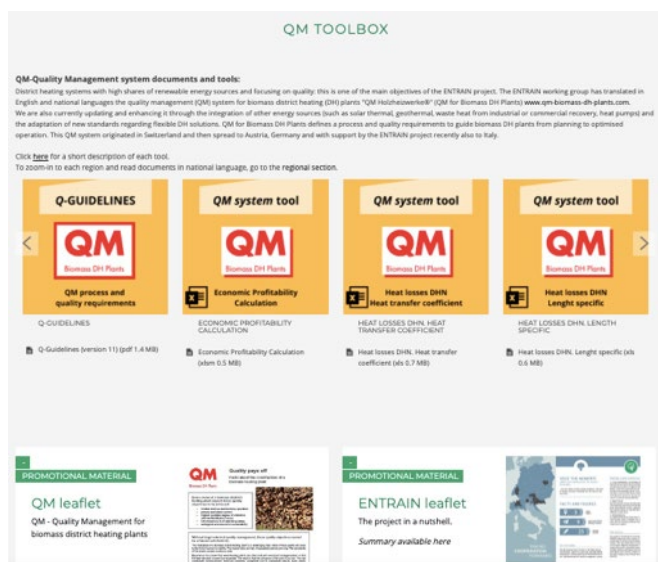 QM TOOLBOX
QM-Quality Management system documents and tools:
District heating systems with high shares of renewable energy sources and focusing on quality: this is one of the main objectives of the ENTRAIN project. The ENTRAIN working group has translated in
English and national languages the quality management (QM) system for biomass district heating (DH) plants "QM Holzheizwerke®" (QM for Biomass DH Plants) www.qm-biomass-dh-plants.com.
We are also currently updating and enhancing it through the integration of other energy sources (such as solar thermal, geothermal, waste heat from industrial or commercial recovery, heat pumps) and
the adaptation of new standards regarding flexible DH solutions. QM for Biomass DH Plants defines a process and quality requirements to guide biomass DH plants from planning to optimised
operation. This QM system originated in Switzerland and then spread to Austria, Germany and with support by the ENTRAIN project recently also to Italy.
Click here for a short description of each tool.
To zoom-in to each region and read documents in national language, go to the regional section.
Q-GUIDELINES
QM
Biomass DH Plants
QM process and
quality requirements
Q-GUIDELINES
Q-Guidelines (version 11) (pdf 1.4 MB)
QM system tool
QM
Biomass DH Plants
Economic Profitability
Calculation
ECONOMIC PROFITABILITY
CALCULATION
Economic Profitability Calculation
(xlsm 0.5 MB)
QM system tool
QM
Biomass DH Plants
Heat losses DHN
Heat transfer coefficient
HEAT LOSSES DHN. HEAT
TRANSFER COEFFICIENT
Heat losses DHN. Heat transfer
coefficient (xls 0.7 MB)
QM system tool
QM
Biomass DH Plants
Heat losses DHN
Lenght specific
HEAT LOSSES DHN. LENGTH
SPECIFIC
Heat losses DHN. Lenght specific (xls
0.6 MB)
PROMOTIONAL MATERIAL
QM leaflet
QM - Quality Management for
biomass district heating plants
QM
Quality pays off
PROMOTIONAL MATERIAL
ENTRAIN leaflet
The project in a nutshell.
Summary available here